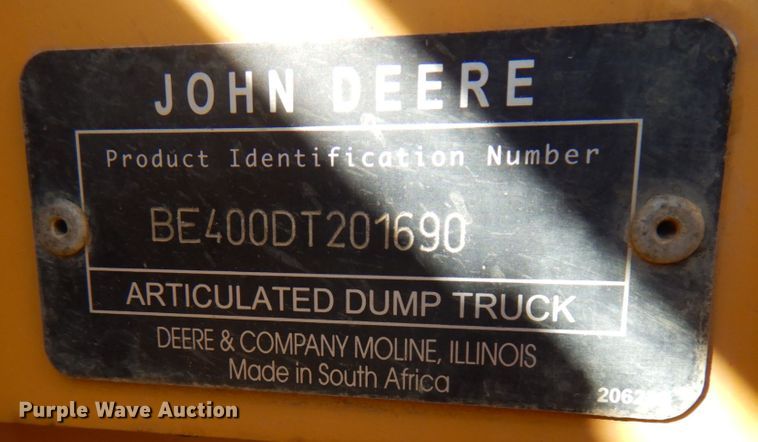 JOHN DEERE
Product Identification Number
BE400DT201690
ARTICULATED DUMP TRUCK
DEERE & COMPANY MOLINE, ILLINOIS
Made in South Africa
Purple Wave Auction